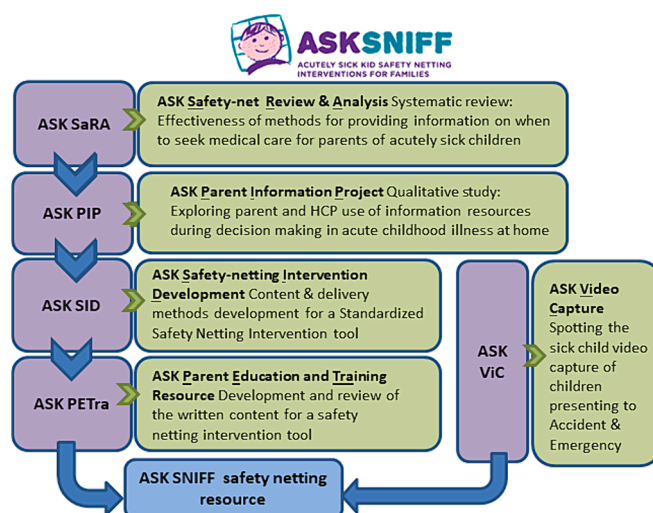 ASKSNIFF
ACUTELY SICK KID SAFETY NETTING
INTERVENTIONS FOR FAMILIES
ASK SaRA
ASK Safety-net Review & Analysis Systematic review:
Effectiveness of methods for providing information on when
to seek medical care for parents of acutely sick children
ASK PIP
ASK Parent Information Project Qualitative study:
Exploring parent and HCP use of information resources
during decision making in acute childhood illness at home
ASK SID
ASK Safety-netting Intervention
Development Content & delivery
methods development for a Standardized
Safety Netting Intervention tool
ASK PETra
ASK Parent Education and Training
Resource Development and review of
the written content for a safety
netting intervention tool
ASK
ViC
ASK Video
Capture
Spotting the
sick child video
capture of
children
presenting to
Accident &
Emergency
ASK SNIFF safety netting
resource